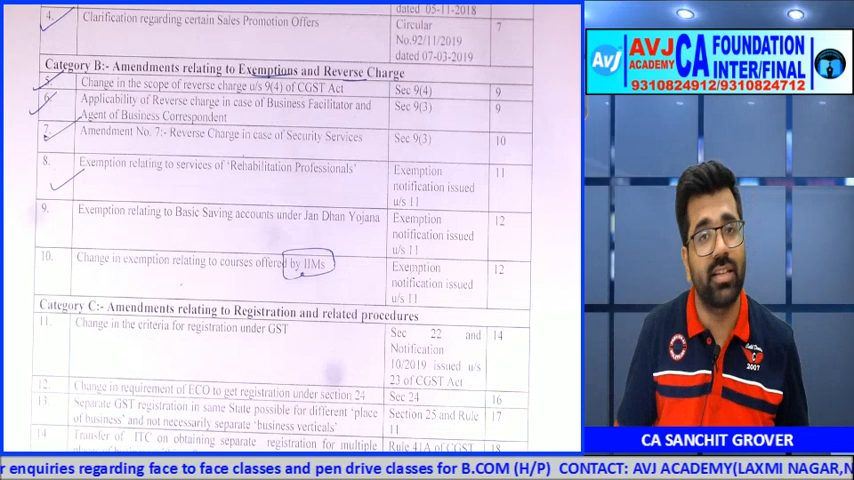 dated 05-11-2018
4. Clarification regarding certain Sales Promotion Offers Circular 7
No.92/11/2019
dated 07-03-2019
Category B:- Amendments relating to Exemptions and Reverse Charge
5. Change in the scope of reverse charge u/s 9(4) of CGST Act Sec 9(4) 9
6. Applicability of Reverse charge in case of Business Facilitator and Sec 9(3) 9
Agent of Business Correspondent
7. Amendment No. 7:- Reverse Charge in case of Security Services Sec 9(3) 10
8. Exemption relating to services of 'Rehabilitation Professionals' Exemption 11
notification issued
u/s 11
9. Exemption relating to Basic Saving accounts under Jan Dhan Yojana Exemption 12
notification issued
u/s 11
10. Change in exemption relating to courses offered by IIMs Exemption 12
notification issued
u/s 11
Category C:- Amendments relating to Registration and related procedures
11. Change in the criteria for registration under GST Sec 22 and 14
Notification
10/2019 issued u/s
23 of CGST Act
12. Change in requirement of ECO to get registration under section 24 Sec 24 16
13. Separate GST registration in same State possible for different 'place Section 25 and Rule 17
of business' and not necessarily separate 'business verticals' 11
14. Transfer of ITC on obtaining separate registration for multiple Rule 41A of CGST 18
AVJ
AVJ
ACADEMY
CA FOUNDATION
INTER/FINAL
9310824912/9310824712
2007
CA SANCHIT GROVER
r enquiries regarding face to face classes and pen drive classes for B.COM (H/P) CONTACT: AVJ ACADEMY(LAXMI NAGAR,N